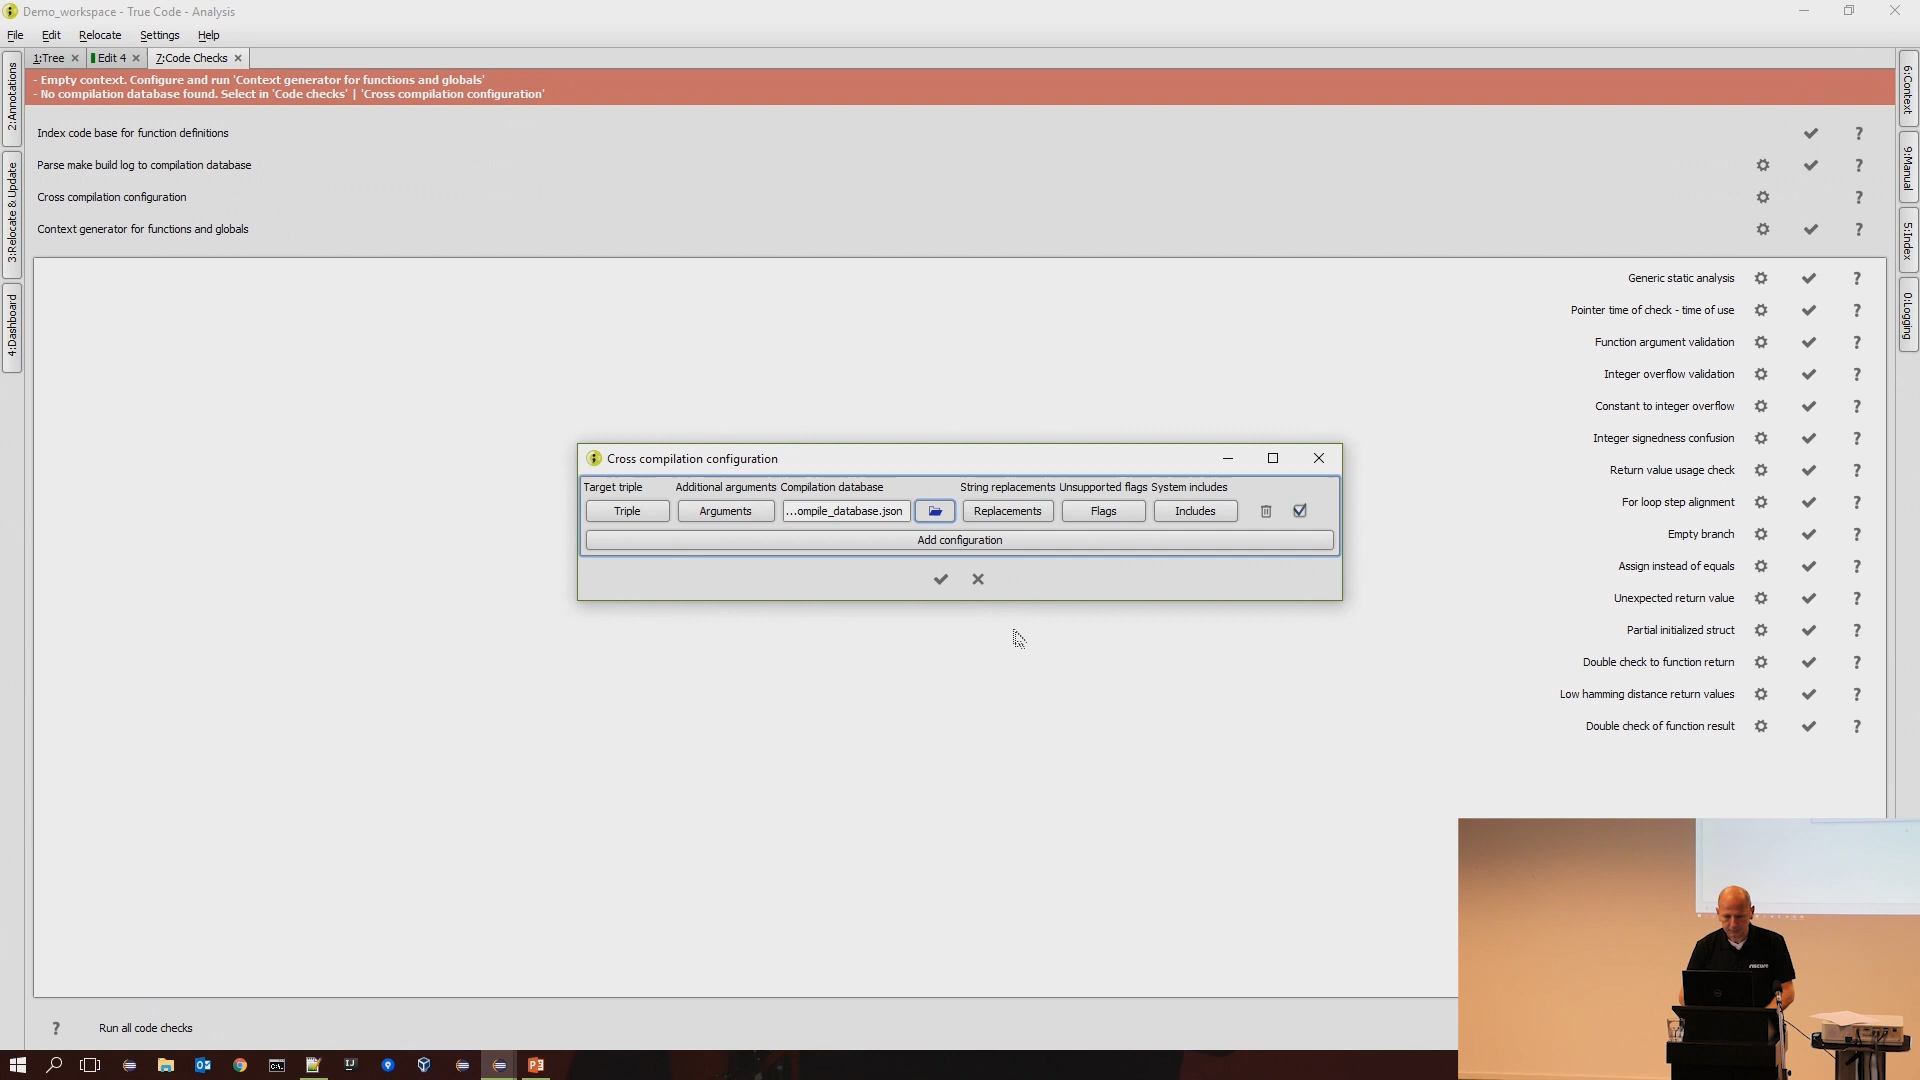 Demo_workspace - True Code - Analysis
File Edit Relocate Settings Help
1:Tree Edit 4 7:Code Checks
- Empty context. Configure and run 'Context generator for functions and globals'
- No compilation database found. Select in 'Code checks' | 'Cross compilation configuration'
2:Annotations
3:Relocate & Update
4:Dashboard
6:Context
9:Manual
5:Index
0:Logging
Index code base for function definitions ?
Parse make build log to compilation database ?
Cross compilation configuration ?
Context generator for functions and globals ?
Generic static analysis ?
Pointer time of check - time of use ?
Function argument validation ?
Integer overflow validation ?
Constant to integer overflow ?
Integer signedness confusion ?
Return value usage check ?
For loop step alignment ?
Empty branch ?
Assign instead of equals ?
Unexpected return value ?
Partial initialized struct ?
Double check to function return ?
Low hamming distance return values ?
Double check of function result ?
Cross compilation configuration
Target triple Additional arguments Compilation database String replacements Unsupported flags System includes
Triple Arguments ...ompile_database.json Replacements Flags Includes
Add configuration
? Run all code checks
riscure